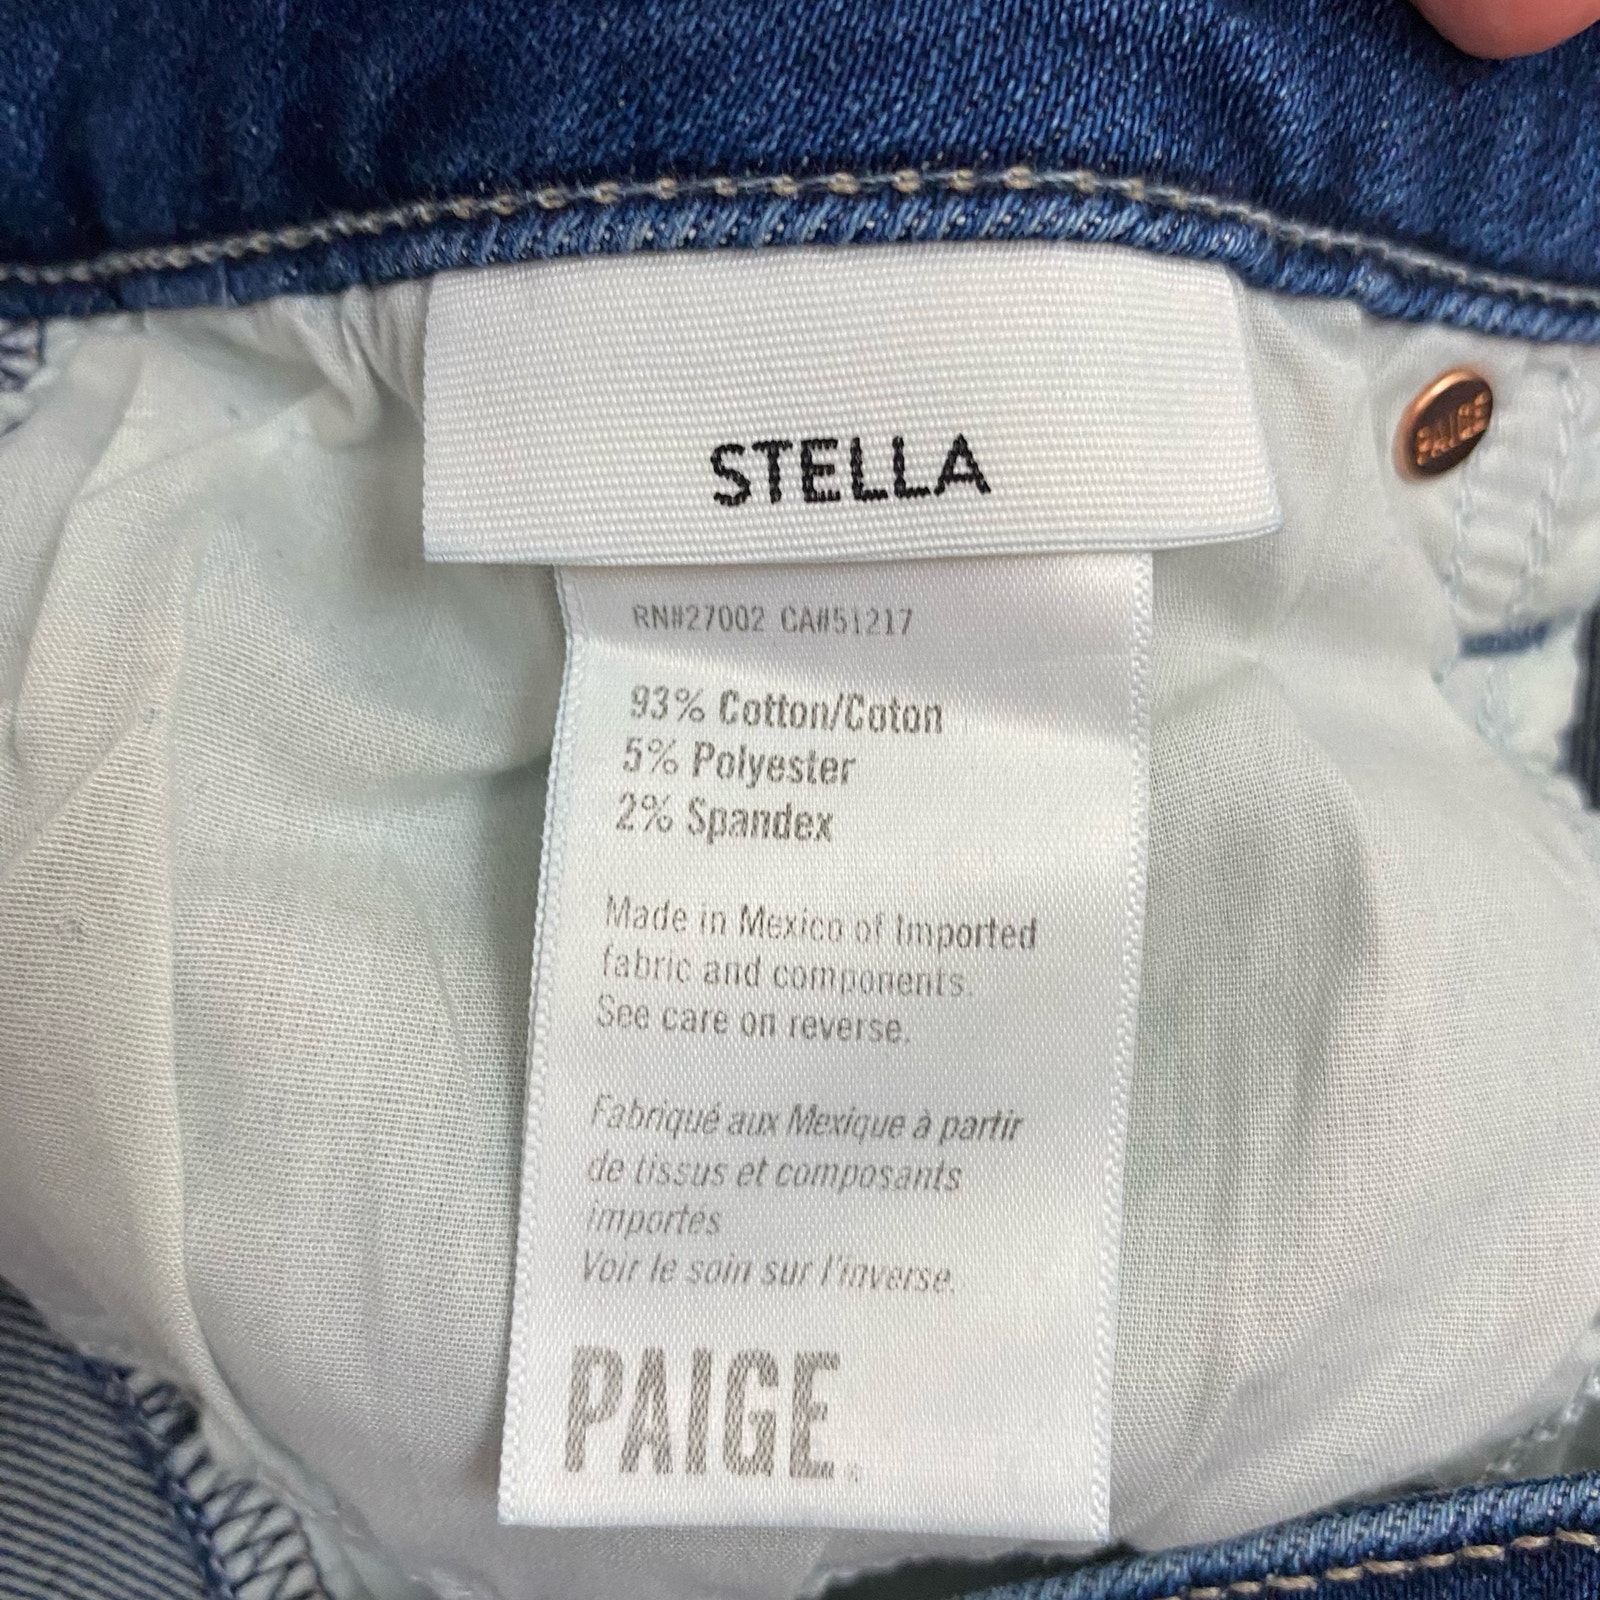 STELLA
PAIGE
RN#27002 CA#51217
93% Cotton/Coton
5% Polyester
2% Spandex
Made in Mexico of Imported
fabric and components.
See care on reverse.
Fabriqué aux Mexique à partir
de tissus et composants
importés
Voir le soin sur l'inverse.
PAIGE